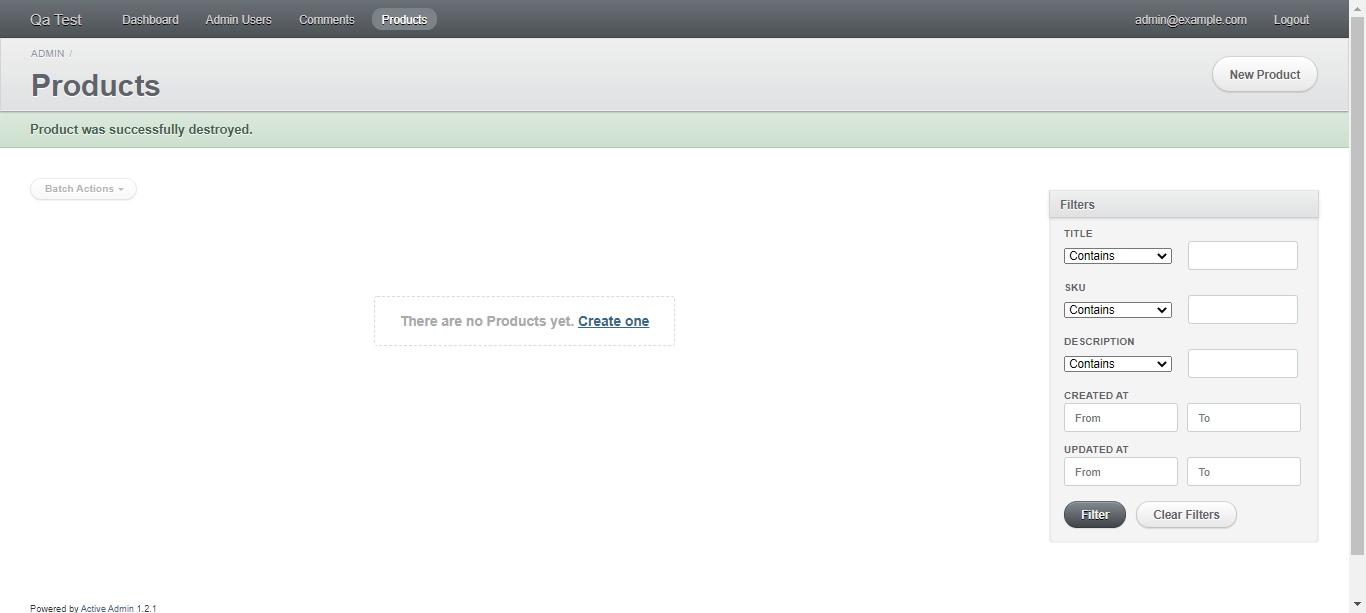 Qa Test Dashboard Admin Users Comments Products admin@example.com Logout
ADMIN /
Products
New Product
Product was successfully destroyed.
Batch Actions
There are no Products yet. Create one
Filters
TITLE
Contains
SKU
Contains
DESCRIPTION
Contains
CREATED AT
From To
UPDATED AT
From To
Filter Clear Filters
Powered by Active Admin 1.2.1